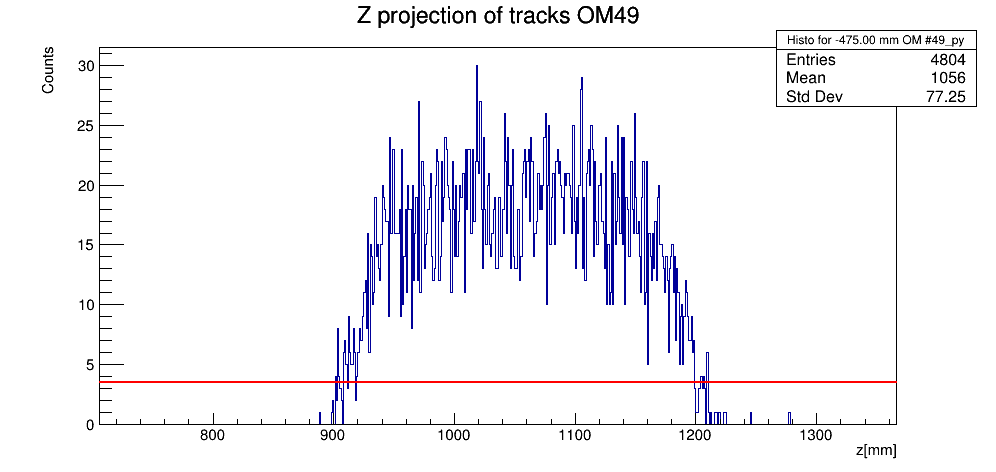 Z projection of tracks OM49
Histo for -475.00 mm OM #49_py
Entries 4804
Mean 1056
Std Dev 77.25
Counts
30
25
20
15
10
5
0
800 900 1000 1100 1200 1300
z[mm]